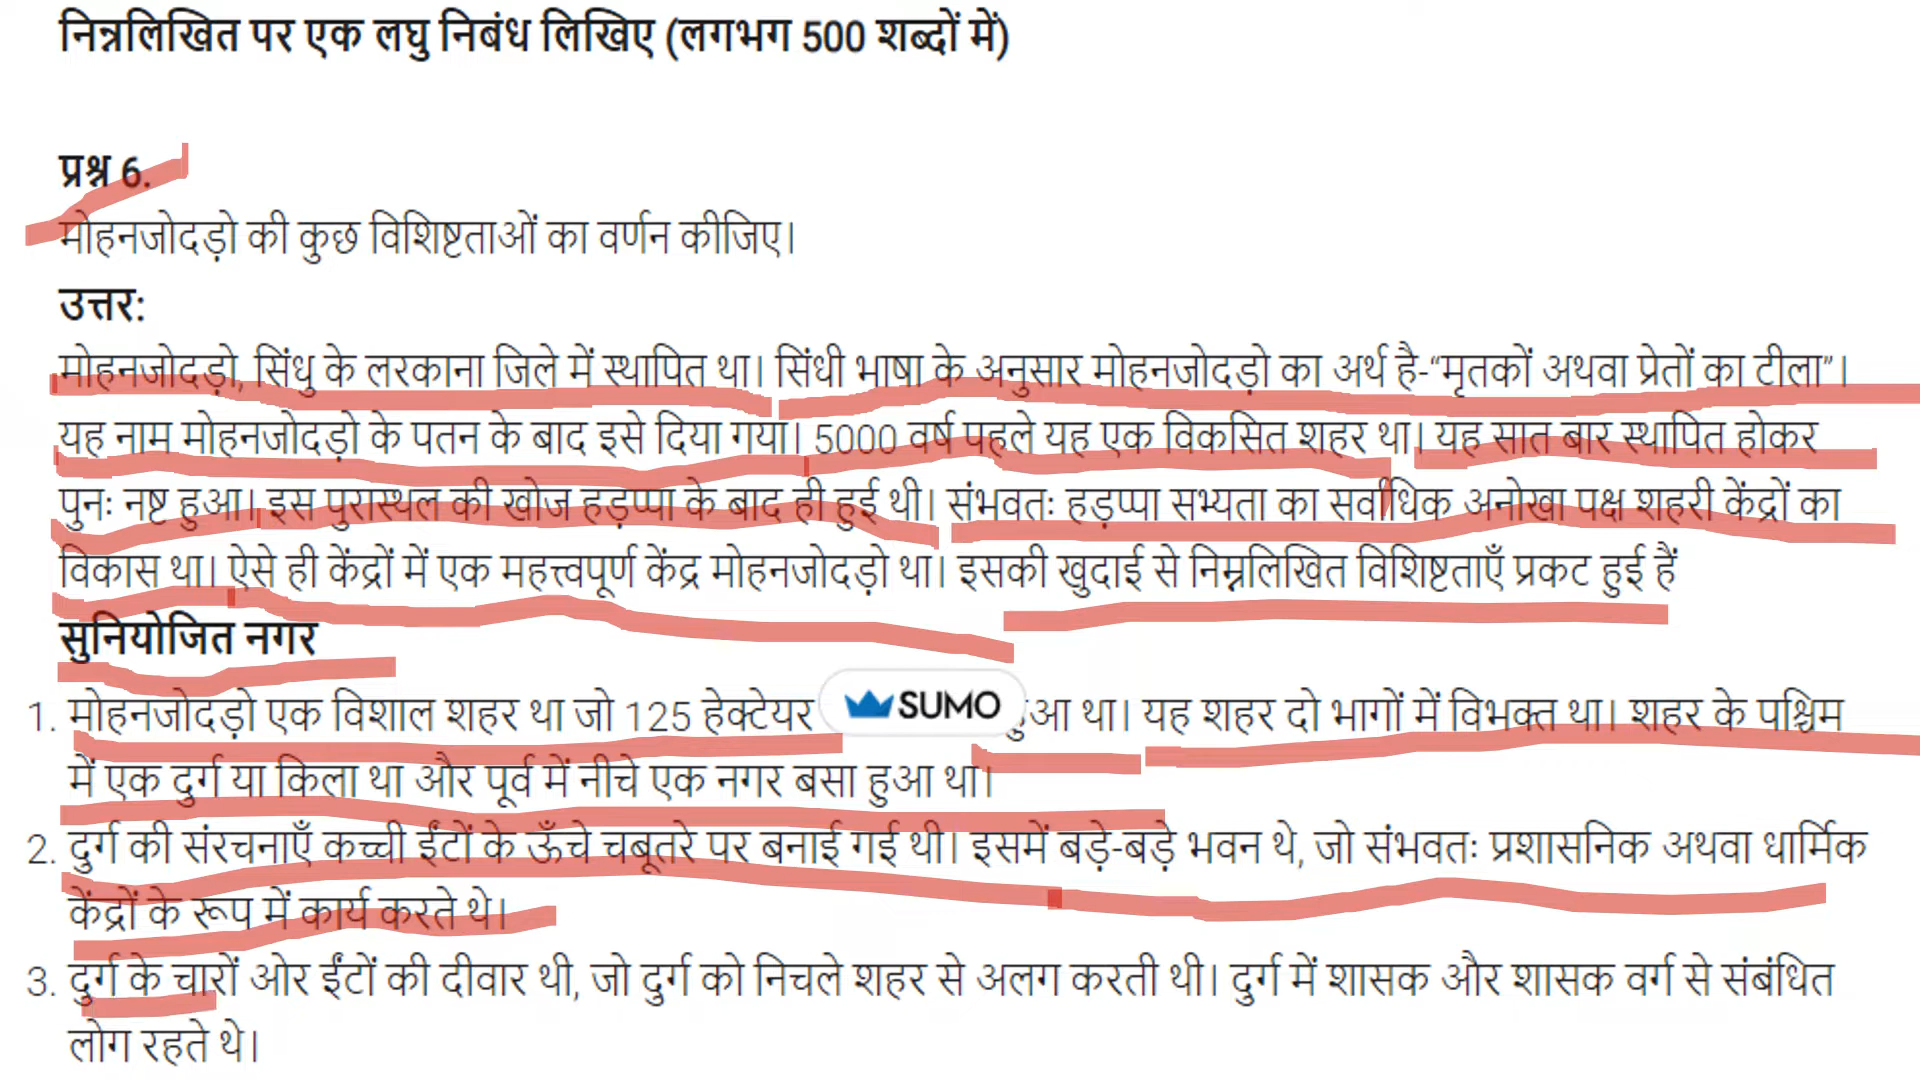 निन्नलिखित पर एक लघु निबंध लिखिए (लगभग 500 शब्दों में)
प्रश्न 6.
मोहनजोदड़ो की कुछ विशिष्टताओं का वर्णन कीजिए।
उत्तर:
मोहनजोदड़ो, सिंधु के लरकाना जिले में स्थापित था। सिंधी भाषा के अनुसार मोहनजोदड़ो का अर्थ है-“मृतकों अथवा प्रेतों का टीला”।
यह नाम मोहनजोदड़ो के पतन के बाद इसे दिया गया। 5000 वर्ष पहले यह एक विकसित शहर था। यह सात बार स्थापित होकर
पुनः नष्ट हुआ। इस पुरास्थल की खोज हड़प्पा के बाद ही हुई थी। संभवतः हड़प्पा सभ्यता का सर्वाधिक अनोखा पक्ष शहरी केंद्रों का
विकास था। ऐसे ही केंद्रों में एक महत्त्वपूर्ण केंद्र मोहनजोदड़ो था। इसकी खुदाई से निम्नलिखित विशिष्टताएँ प्रकट हुई हैं
सुनियोजित नगर
1. मोहनजोदड़ो एक विशाल शहर था जो 125 हेक्टेयर SUMO हुआ था। यह शहर दो भागों में विभक्त था। शहर के पश्चिम
में एक दुर्ग या किला था और पूर्व में नीचे एक नगर बसा हुआ था।
2. दुर्ग की संरचनाएँ कच्ची ईंटों के ऊँचे चबूतरे पर बनाई गई थी। इसमें बड़े-बड़े भवन थे, जो संभवतः प्रशासनिक अथवा धार्मिक
केंद्रों के रूप में कार्य करते थे।
3. दुर्ग के चारों ओर ईंटों की दीवार थी, जो दुर्ग को निचले शहर से अलग करती थी। दुर्ग में शासक और शासक वर्ग से संबंधित
लोग रहते थे।